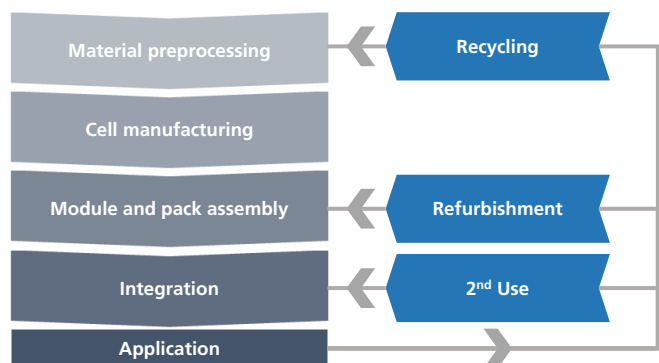 Material preprocessing
Recycling
Cell manufacturing
Module and pack assembly
Refurbishment
Integration
2nd Use
Application